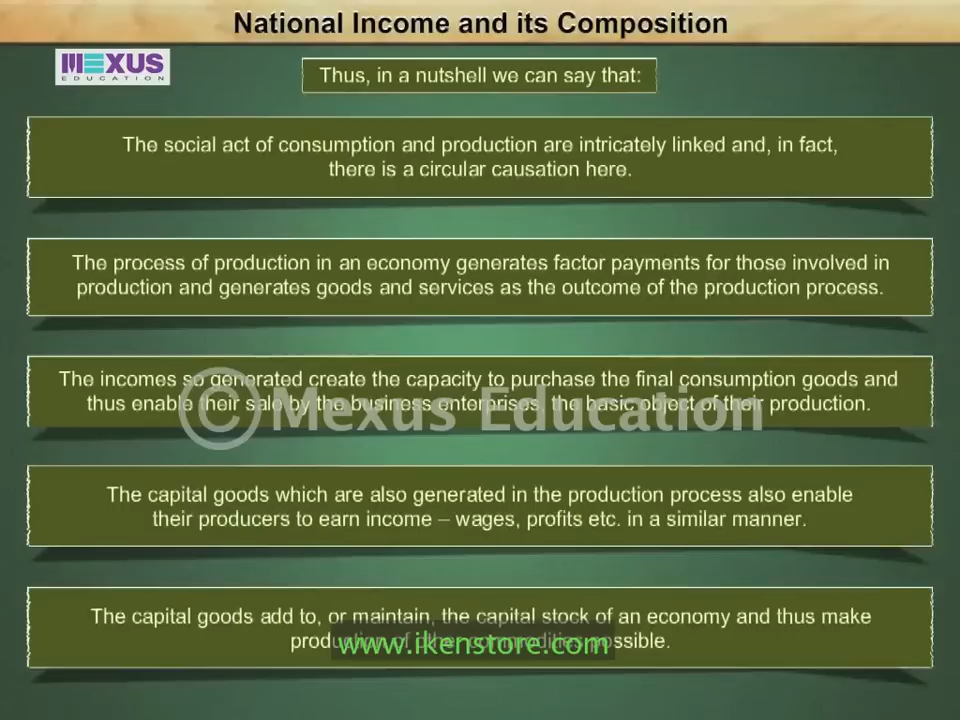 National Income and its Composition
MEXUS
EDUCATION
Thus, in a nutshell we can say that:
The social act of consumption and production are intricately linked and, in fact,
there is a circular causation here.
The process of production in an economy generates factor payments for those involved in
production and generates goods and services as the outcome of the production process.
The incomes so generated create the capacity to purchase the final consumption goods and
thus enable their sale by the business enterprises, the basic object of their production.
© Mexus Education
The capital goods which are also generated in the production process also enable
their producers to earn income – wages, profits etc. in a similar manner.
The capital goods add to, or maintain, the capital stock of an economy and thus make
production of other commodities possible.
www.ikenstore.com